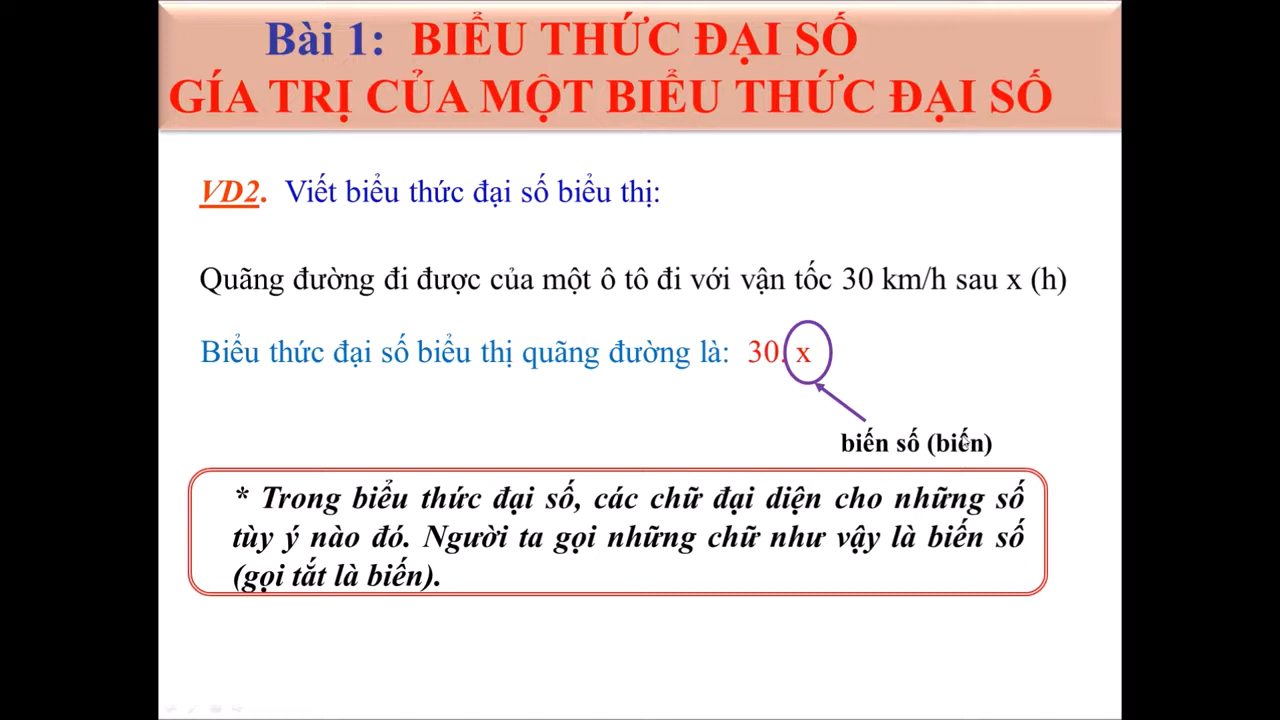 Bài 1: BIỂU THỨC ĐẠI SỐ
GÍA TRỊ CỦA MỘT BIỂU THỨC ĐẠI SỐ
VD2. Viết biểu thức đại số biểu thị:
Quãng đường đi được của một ô tô đi với vận tốc 30 km/h sau x (h)
Biểu thức đại số biểu thị quãng đường là: 30. x
biến số (biến)
* Trong biểu thức đại số, các chữ đại diện cho những số
tùy ý nào đó. Người ta gọi những chữ như vậy là biến số
(gọi tắt là biến).